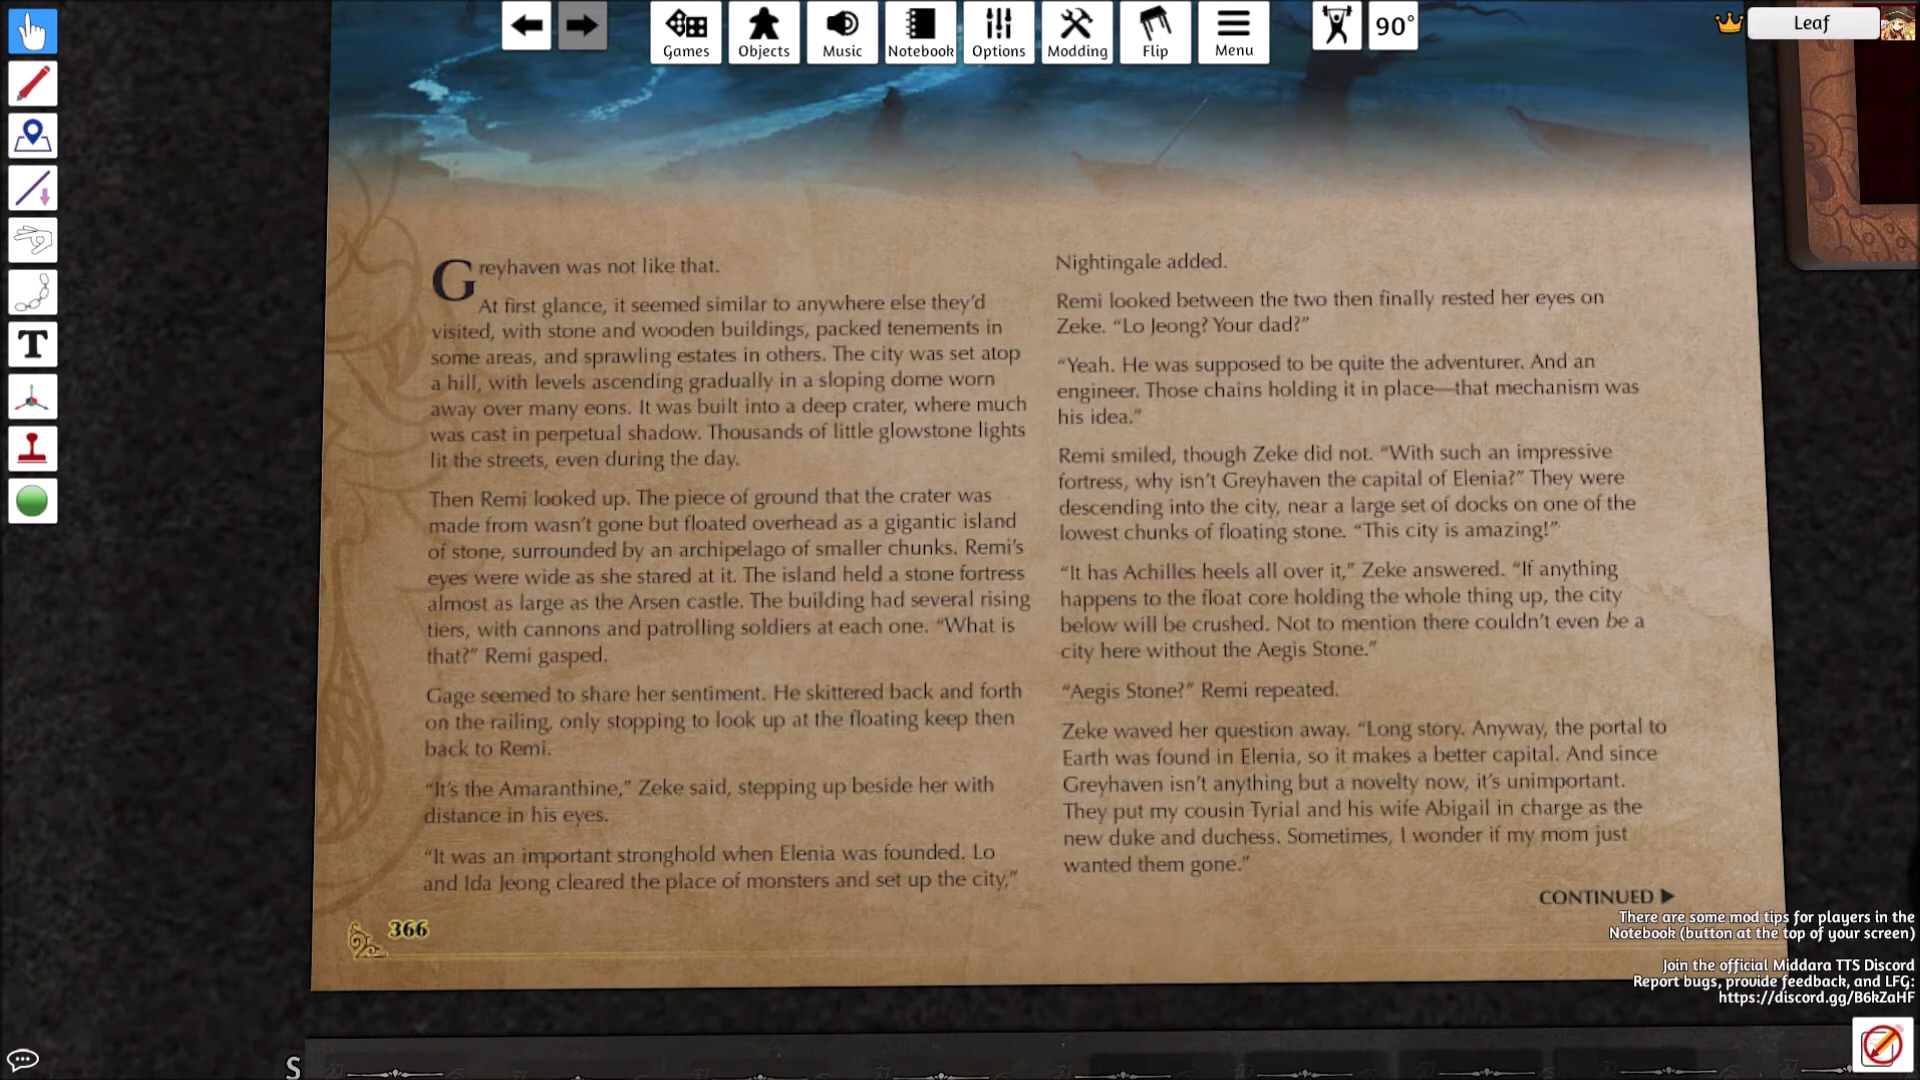 Games
Objects
Music
Notebook
Options
Modding
Flip
Menu
90°
Leaf
Greyhaven was not like that.
At first glance, it seemed similar to anywhere else they’d
visited, with stone and wooden buildings, packed tenements in
some areas, and sprawling estates in others. The city was set atop
a hill, with levels ascending gradually in a sloping dome worn
away over many eons. It was built into a deep crater, where much
was cast in perpetual shadow. Thousands of little glowstone lights
lit the streets, even during the day.
Then Remi looked up. The piece of ground that the crater was
made from wasn’t gone but floated overhead as a gigantic island
of stone, surrounded by an archipelago of smaller chunks. Remi’s
eyes were wide as she stared at it. The island held a stone fortress
almost as large as the Arsen castle. The building had several rising
tiers, with cannons and patrolling soldiers at each one. “What is
that?” Remi gasped.
Gage seemed to share her sentiment. He skittered back and forth
on the railing, only stopping to look up at the floating keep then
back to Remi.
“It’s the Amaranthine,” Zeke said, stepping up beside her with
distance in his eyes.
“It was an important stronghold when Elenia was founded. Lo
and Ida Jeong cleared the place of monsters and set up the city,”
366
Nightingale added.
Remi looked between the two then finally rested her eyes on
Zeke. “Lo Jeong? Your dad?”
“Yeah. He was supposed to be quite the adventurer. And an
engineer. Those chains holding it in place—that mechanism was
his idea.”
Remi smiled, though Zeke did not. “With such an impressive
fortress, why isn’t Greyhaven the capital of Elenia?” They were
descending into the city, near a large set of docks on one of the
lowest chunks of floating stone. “This city is amazing!”
“It has Achilles heels all over it,” Zeke answered. “If anything
happens to the float core holding the whole thing up, the city
below will be crushed. Not to mention there couldn’t even be a
city here without the Aegis Stone.”
“Aegis Stone?” Remi repeated.
Zeke waved her question away. “Long story. Anyway, the portal to
Earth was found in Elenia, so it makes a better capital. And since
Greyhaven isn’t anything but a novelty now, it’s unimportant.
They put my cousin Tyrial and his wife Abigail in charge as the
new duke and duchess. Sometimes, I wonder if my mom just
wanted them gone.”
CONTINUED ▶
There are some mod tips for players in the
Notebook (button at the top of your screen)
Join the official Middara TTS Discord
Report bugs, provide feedback, and LFG:
https://discord.gg/B6kZaHF
T
S